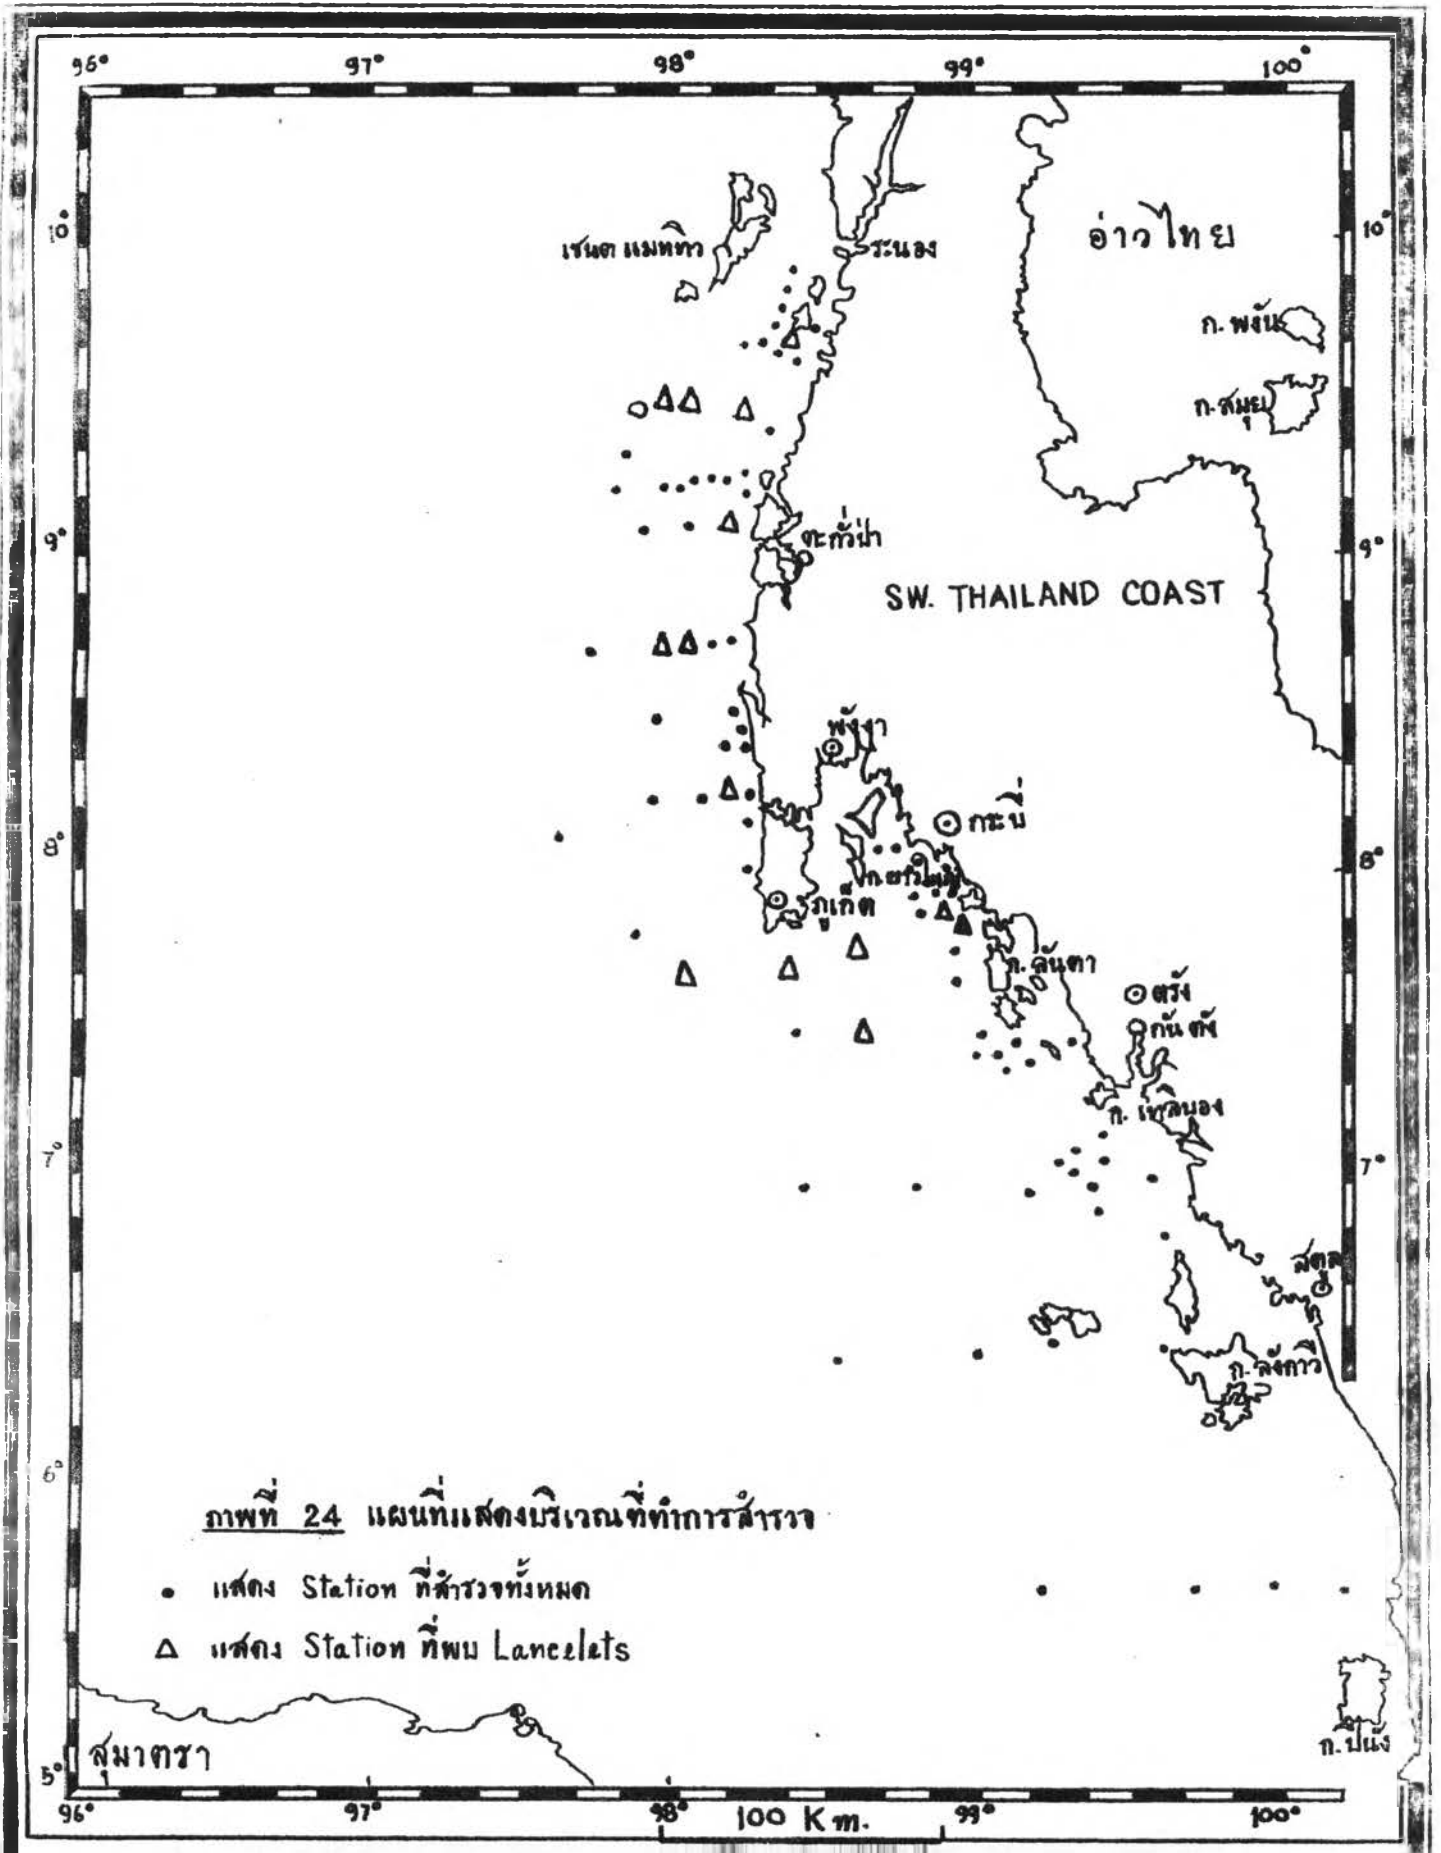 96° 97° 98° 99° 100°
10° 10°
อ่าวไทย
เซนต แมททิว
ระนอง
ก. พงัน
ก. สมุย
9° 9°
ตะกั่วป่า
SW. THAILAND COAST
พังงา
กระบี่
8° 8°
ภูเก็ต
ก. ลันตา
ตรัง
กันตัง
ก. เหลิบอง
7° 7°
สตูล
ก. ลังกาวี
6°
ภาพที่ 24 แผนที่แสดงบริเวณที่ทำการสำรวจ
• แสดง Station ที่สำรวจทั้งหมด
Δ แสดง Station ที่พบ Lancelets
สุมาตรา
ก. ปีนัง
5°
96° 97° 98° 99° 100°
100 Km.